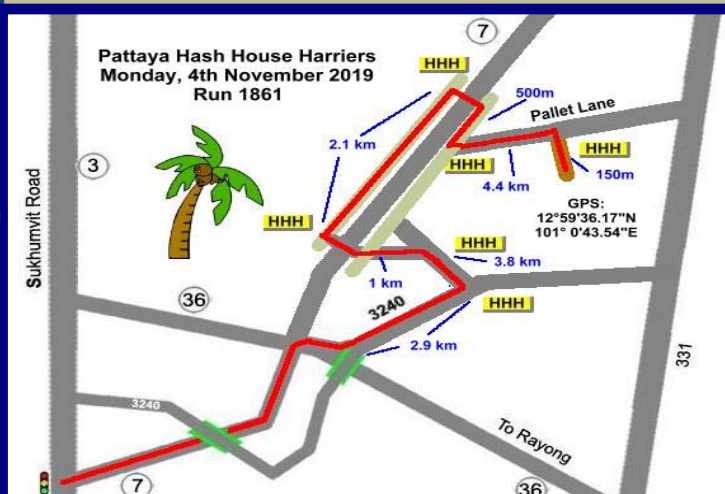 Pattaya Hash House Harriers
Monday, 4th November 2019
Run 1861
7
HHH
500m
Pallet Lane
2.1 km
3
HHH
HHH
4.4 km
150m
GPS:
12°59'36.17"N
101° 0'43.54"E
Sukhumvit Road
HHH
HHH
3.8 km
1 km
36
3240
HHH
2.9 km
331
3240
To Rayong
7
36